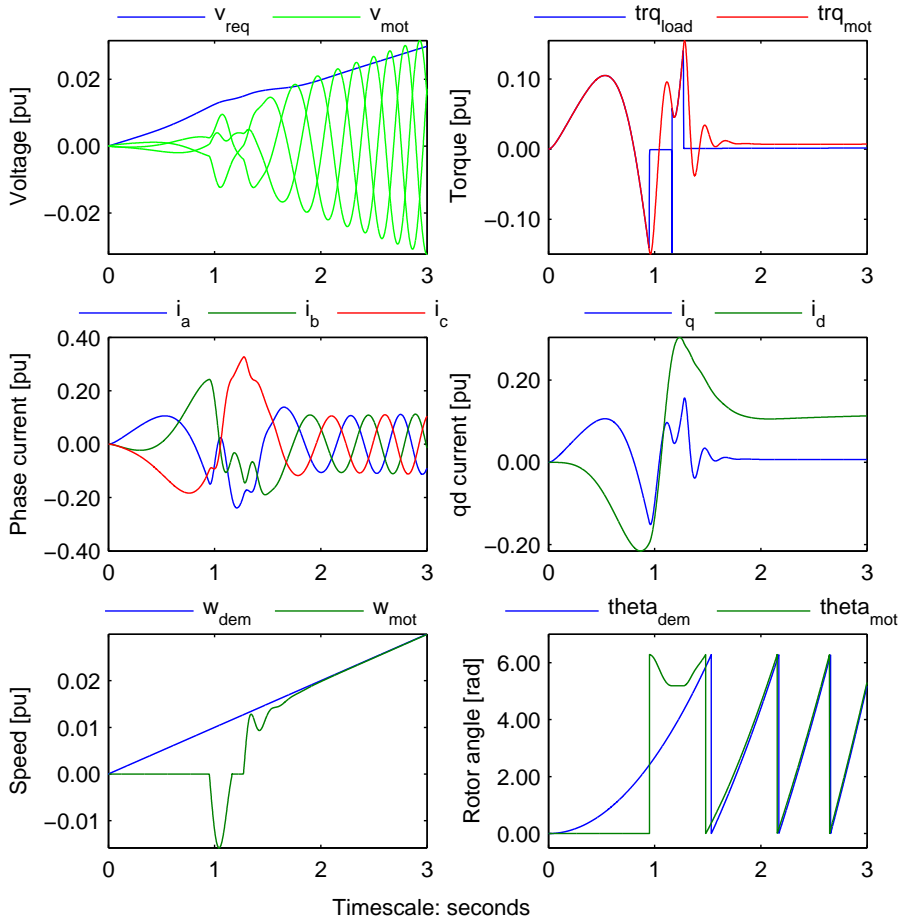 v_req v_mot
Voltage [pu]
0.02
0.00
−0.02
0 1 2 3
trq_load trq_mot
Torque [pu]
0.10
0.00
−0.10
0 1 2 3
i_a i_b i_c
Phase current [pu]
0.40
0.20
0.00
−0.20
−0.40
0 1 2 3
i_q i_d
qd current [pu]
0.20
0.00
−0.20
0 1 2 3
w_dem w_mot
Speed [pu]
0.02
0.01
0.00
−0.01
0 1 2 3
theta_dem theta_mot
Rotor angle [rad]
6.00
4.00
2.00
0.00
0 1 2 3
Timescale: seconds